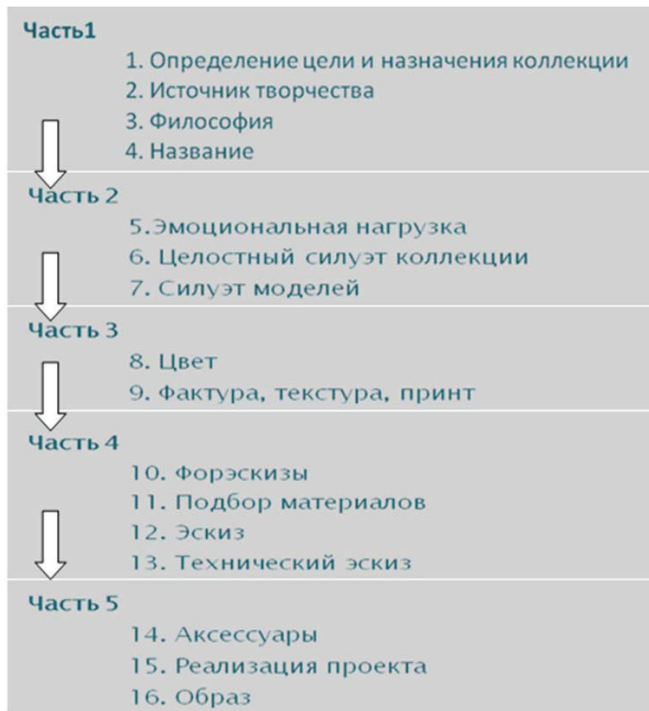 Часть1
1. Определение цели и назначения коллекции
2. Источник творчества
3. Философия
4. Название
Часть 2
5.Эмоциональная нагрузка
6. Целостный силуэт коллекции
7. Силуэт моделей
Часть 3
8. Цвет
9. Фактура, текстура, принт
Часть 4
10. Форэскизы
11. Подбор материалов
12. Эскиз
13. Технический эскиз
Часть 5
14. Аксессуары
15. Реализация проекта
16. Образ